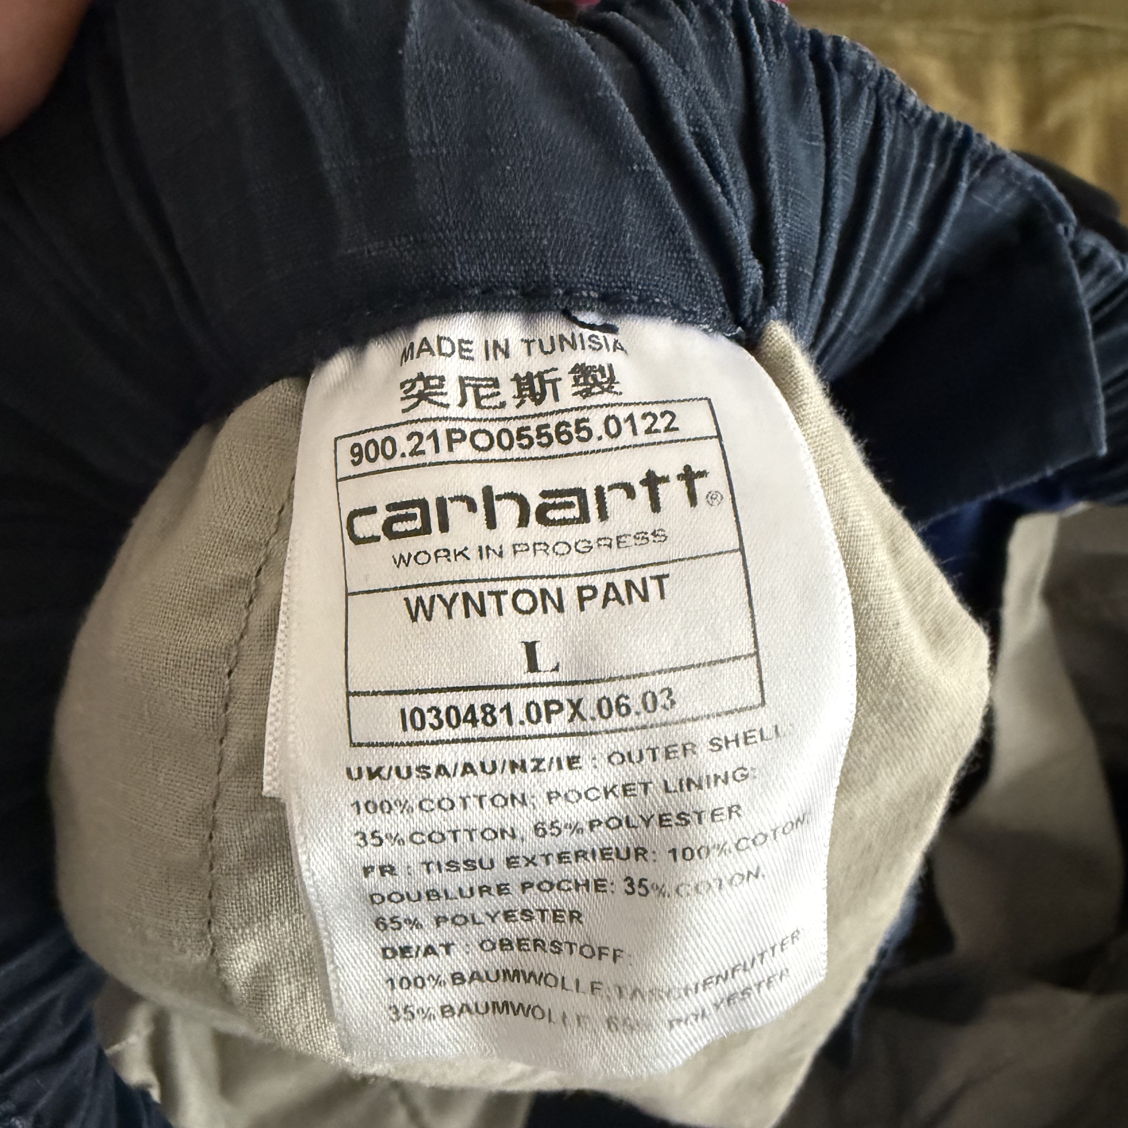 MADE IN TUNISIA
突尼斯製
900.21PO05565.0122
carhartt®
WORK IN PROGRESS
WYNTON PANT
L
I030481.0PX.06.03
UK/USA/AU/NZ/IE : OUTER SHELL:
100% COTTON; POCKET LINING:
35% COTTON, 65% POLYESTER
FR : TISSU EXTERIEUR: 100% COTON;
DOUBLURE POCHE: 35% COTON,
65% POLYESTER
DE/AT : OBERSTOFF:
100% BAUMWOLLE; TASCHENFUTTER:
35% BAUMWOLLE, 65% POLYESTER